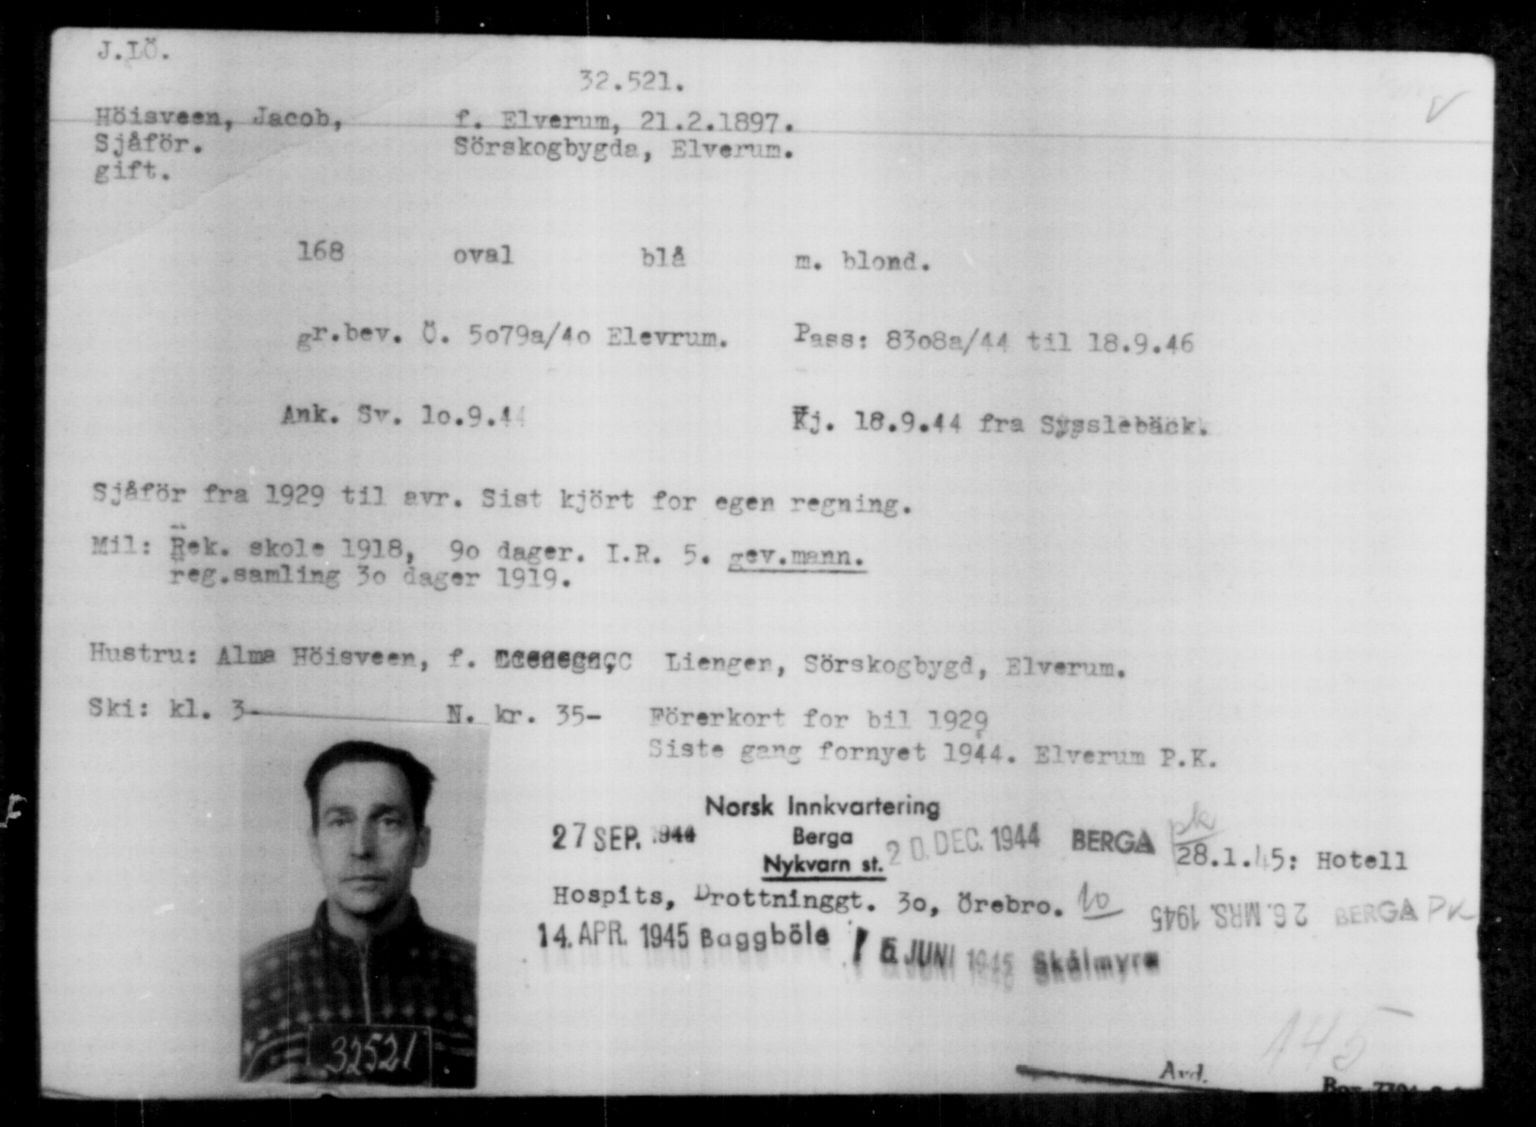 J.LÖ.
32.521.
Höisveen, Jacob, f. Elverum, 21.2.1897.
Sjåför. Sörskogbygda, Elverum.
gift.
168 oval blå m. blond.
gr.bev. Ö. 5o79a/4o Elevrum. Pass: 83o8a/44 til 18.9.46
Ank. Sv. 1o.9.44 Kj. 18.9.44 fra Sysslebäck.
Sjåför fra 1929 til avr. Sist kjört for egen regning.
Mil: Rek. skole 1918, 9o dager. I.R. 5. gev.mann.
reg.samling 3o dager 1919.
Hustru: Alma Höisveen, f. Liengen, Sörskogbygd, Elverum.
Ski: kl. 3- N. kr. 35- Förerkort for bil 1929
Siste gang fornyet 1944. Elverum P.K.
Norsk Innkvartering
27 SEP. 1944 Berga 20. DEC. 1944 BERGA pk
Nykvarn st. 28.1.45: Hotell
Hospits, Drottninggt. 3o, Örebro. 26. MRS. 1945 BERGA PK
14. APR. 1945 Baggböle 5 JUNI 1945 Skålmyra
32521
145
Avd.